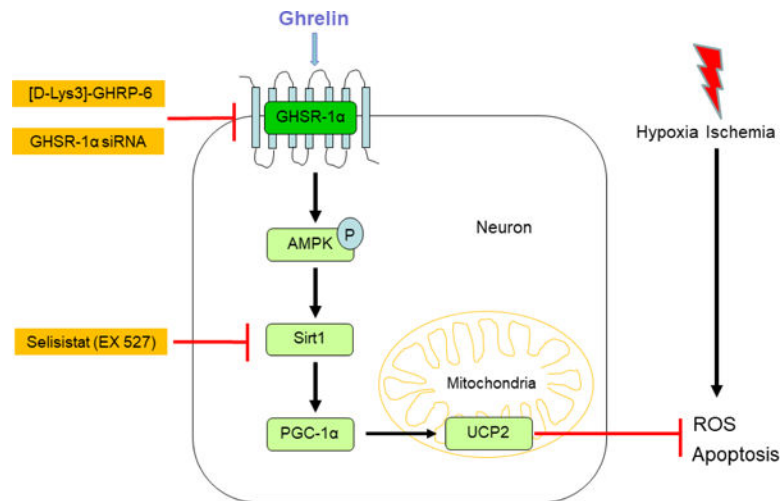 Ghrelin
[D-Lys3]-GHRP-6
GHSR-1α
GHSR-1α siRNA
Hypoxia Ischemia
AMPK
P
Neuron
Selisistat (EX 527)
Sirt1
Mitochondria
PGC-1α
UCP2
ROS
Apoptosis